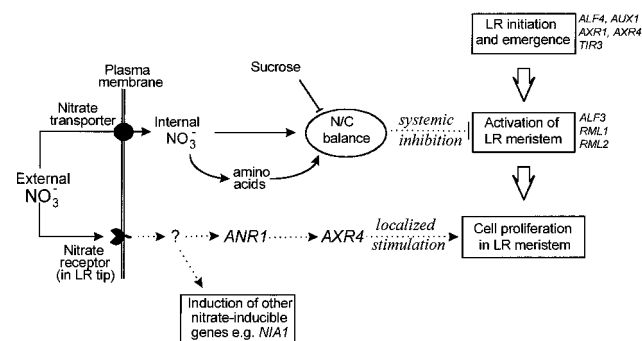 LR initiation
and emergence
ALF4, AUX1
AXR1, AXR4
TIR3
Plasma
membrane
Sucrose
Nitrate
transporter
Internal
NO3-
N/C
balance
systemic
inhibition
Activation of
LR meristem
ALF3
RML1
RML2
amino
acids
External
NO3-
Nitrate
receptor
(in LR tip)
?
ANR1
AXR4
localized
stimulation
Cell proliferation
in LR meristem
Induction of other
nitrate-inducible
genes e.g. NIA1